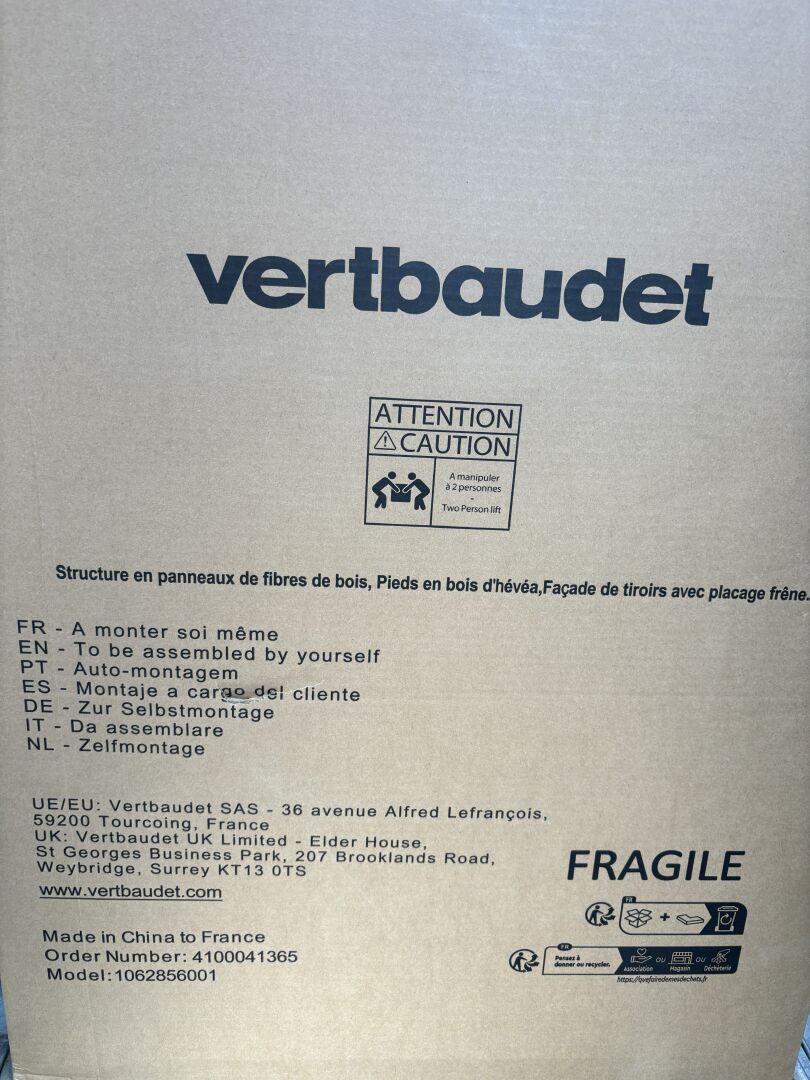 vertbaudet
ATTENTION
CAUTION
A manipuler
à 2 personnes
-
Two Person lift
Structure en panneaux de fibres de bois, Pieds en bois d'hévéa,Façade de tiroirs avec placage frêne.
FR - A monter soi même
EN - To be assembled by yourself
PT - Auto-montagem
ES - Montaje a cargo del cliente
DE - Zur Selbstmontage
IT - Da assemblare
NL - Zelfmontage
UE/EU: Vertbaudet SAS - 36 avenue Alfred Lefrançois,
59200 Tourcoing, France
UK: Vertbaudet UK Limited - Elder House,
St Georges Business Park, 207 Brooklands Road,
Weybridge, Surrey KT13 0TS
www.vertbaudet.com
FRAGILE
FR
+
Made in China to France
Order Number: 4100041365
Model:1062856001
FR
Pensez à
donner ou recycler.
OU
OU
Association
Magasin
Déchèterie
https://quefairedemesdechets.fr